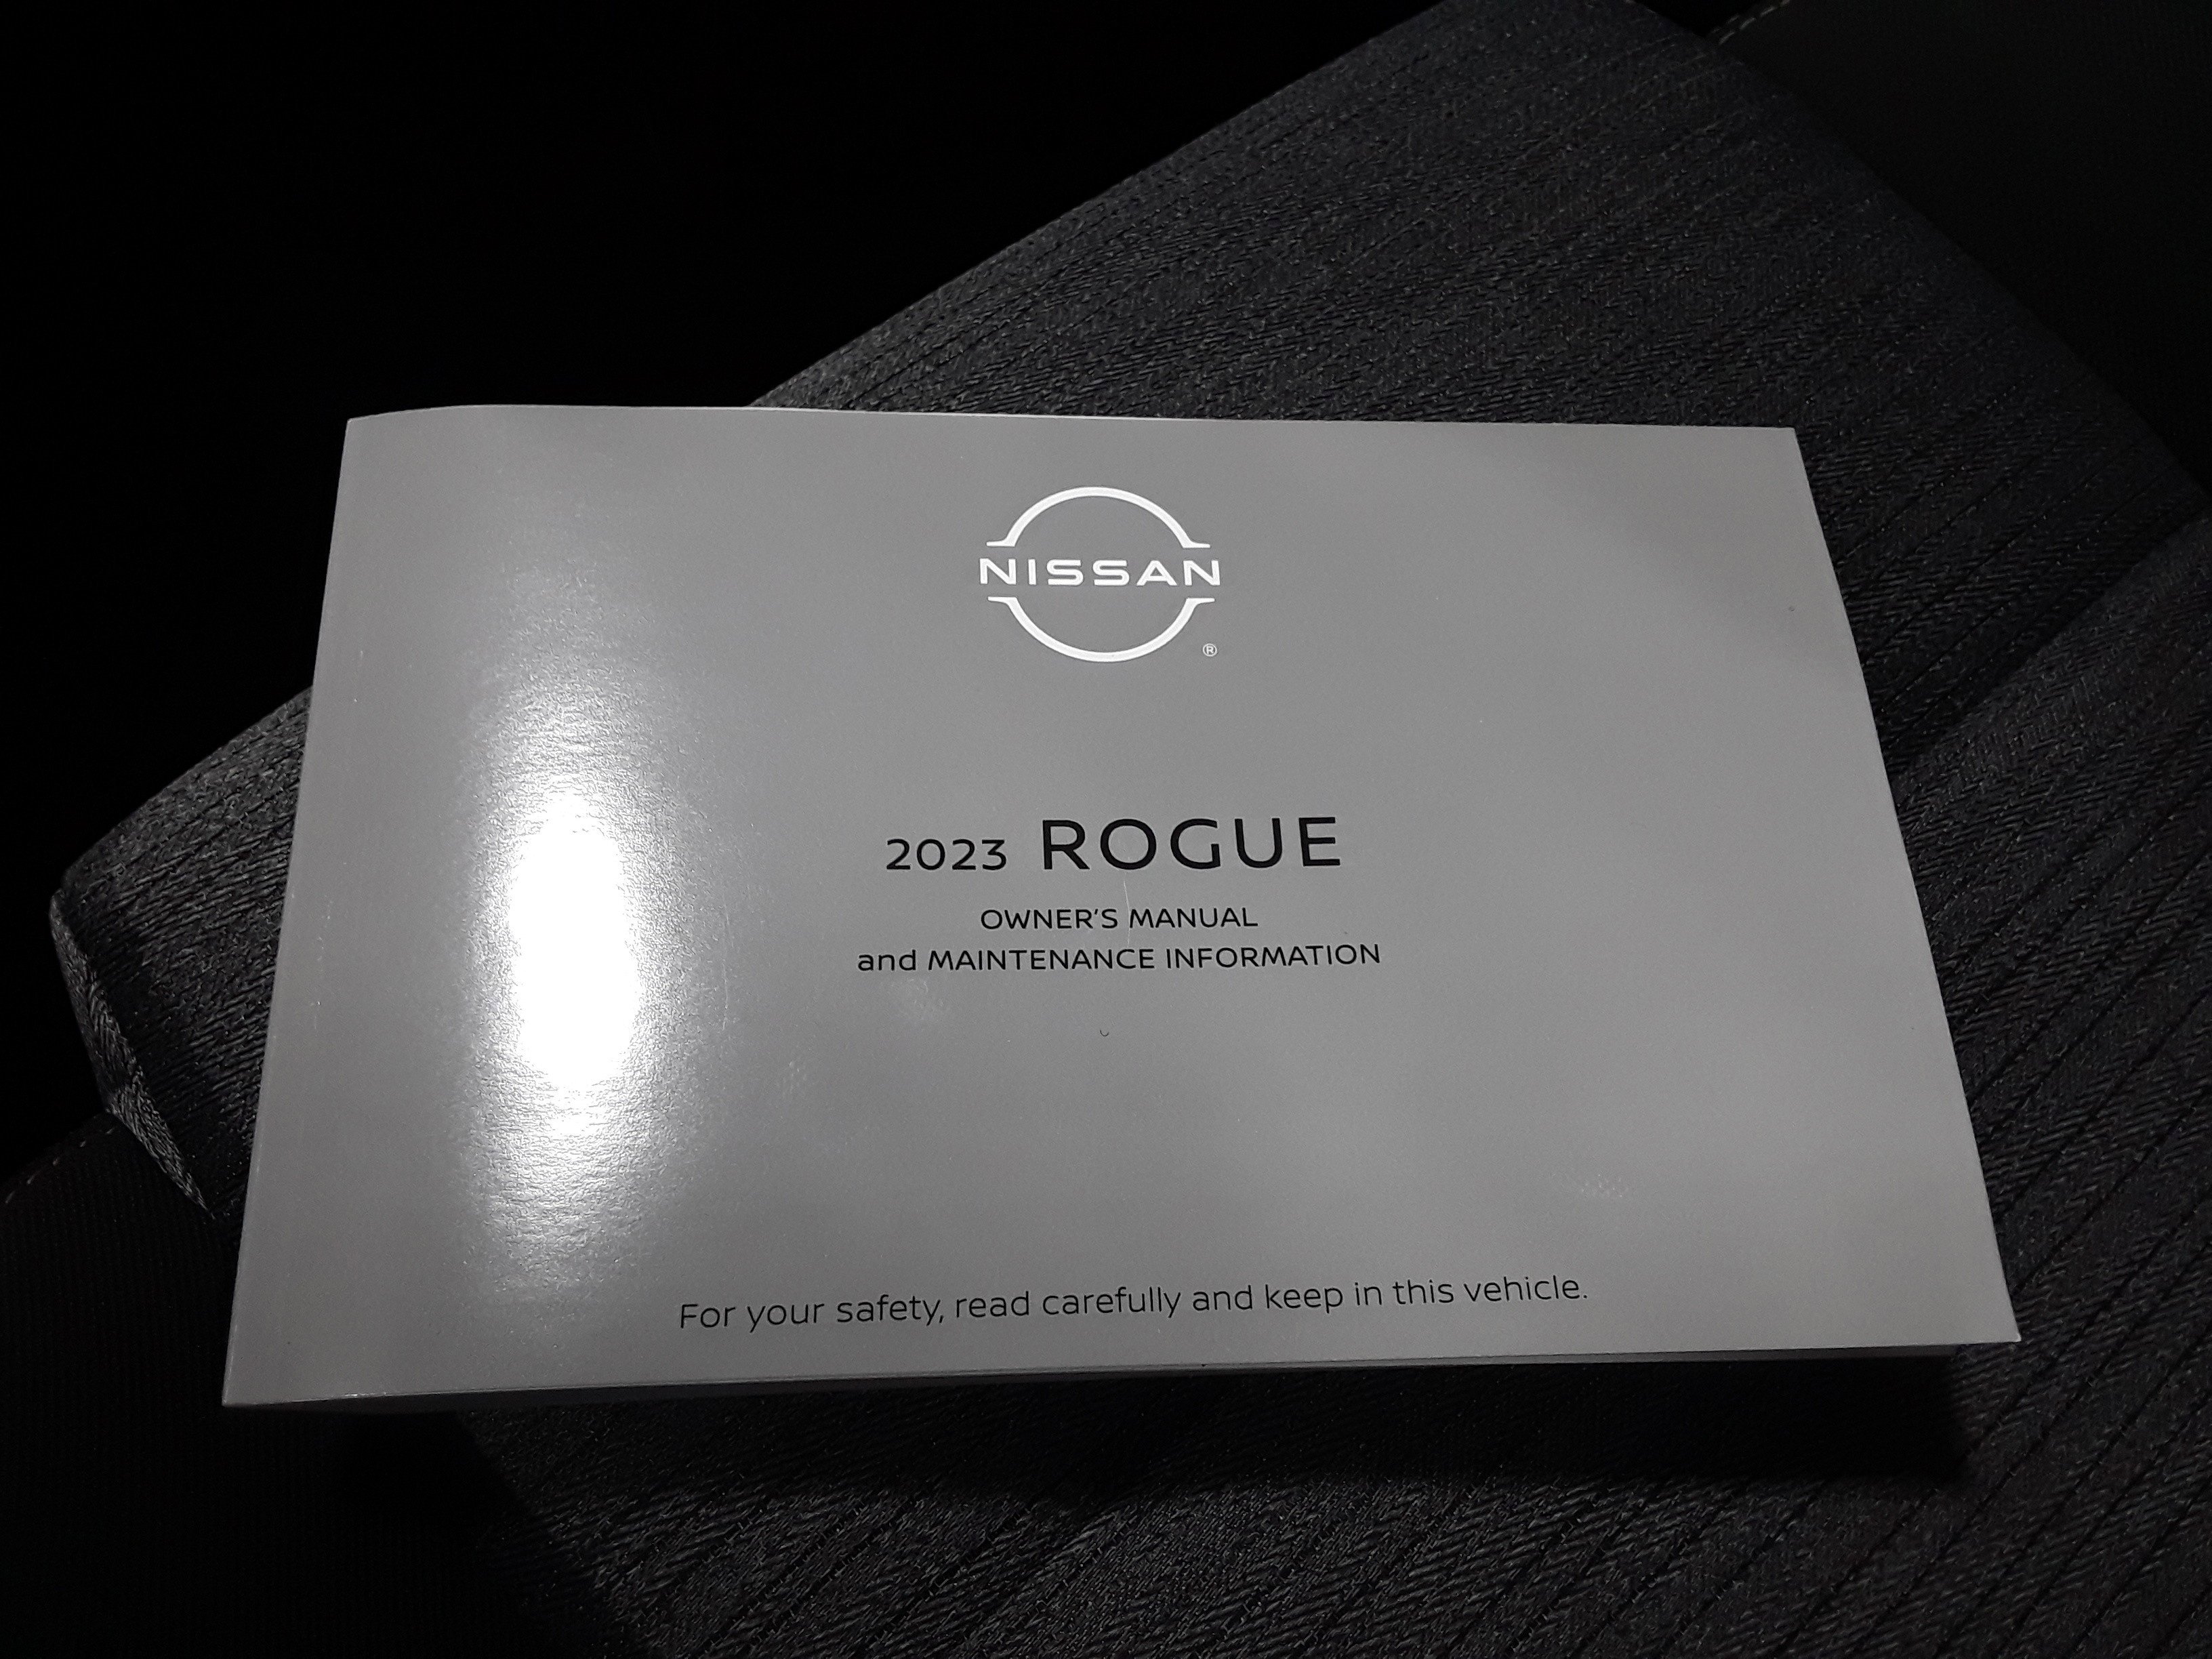 NISSAN
®
2023 ROGUE
OWNER'S MANUAL
and MAINTENANCE INFORMATION
For your safety, read carefully and keep in this vehicle.